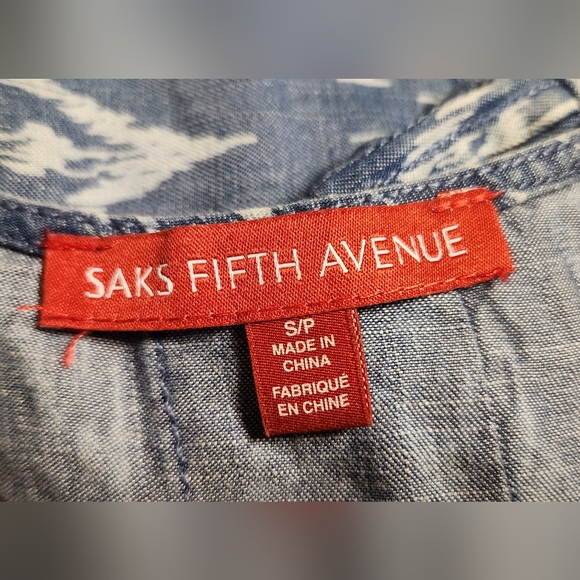 SAKS FIFTH AVENUE
S/P
MADE IN
CHINA
FABRIQUÉ
EN CHINE